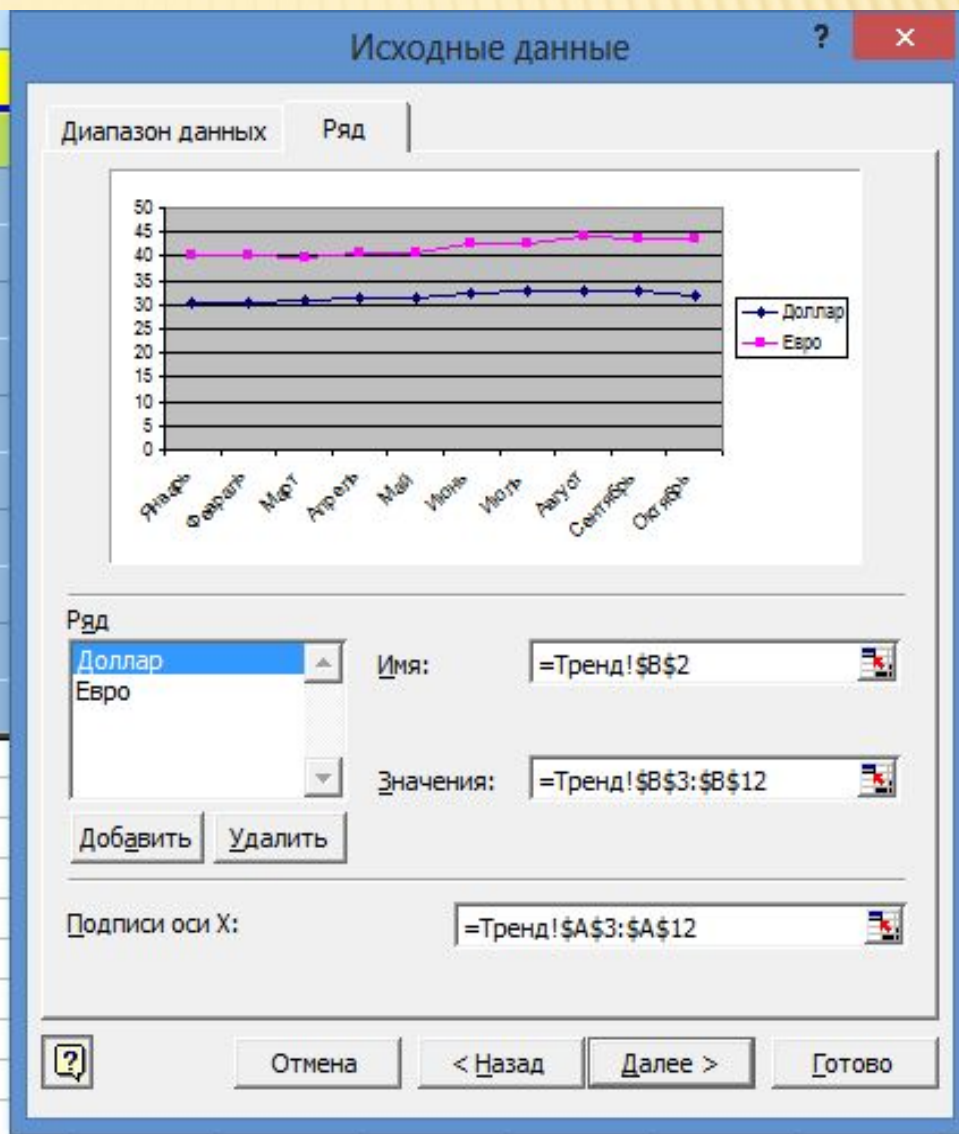 Исходные данные
? ×
Диапазон данных Ряд
50
45
40
35
30
25
20
15
10
5
0
Январь Февраль Март Апрель Май Июнь Июль Август Сентябрь Октябрь
Доллар
Евро
Ряд
Доллар
Евро
Имя: =Тренд!$B$2
Значения: =Тренд!$B$3:$B$12
Добавить Удалить
Подписи оси X: =Тренд!$A$3:$A$12
? Отмена < Назад Далее > Готово